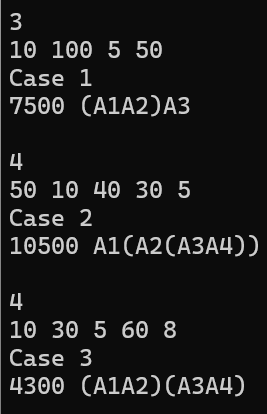 3
10 100 5 50
Case 1
7500 (A1A2)A3

4
50 10 40 30 5
Case 2
10500 A1(A2(A3A4))

4
10 30 5 60 8
Case 3
4300 (A1A2)(A3A4)